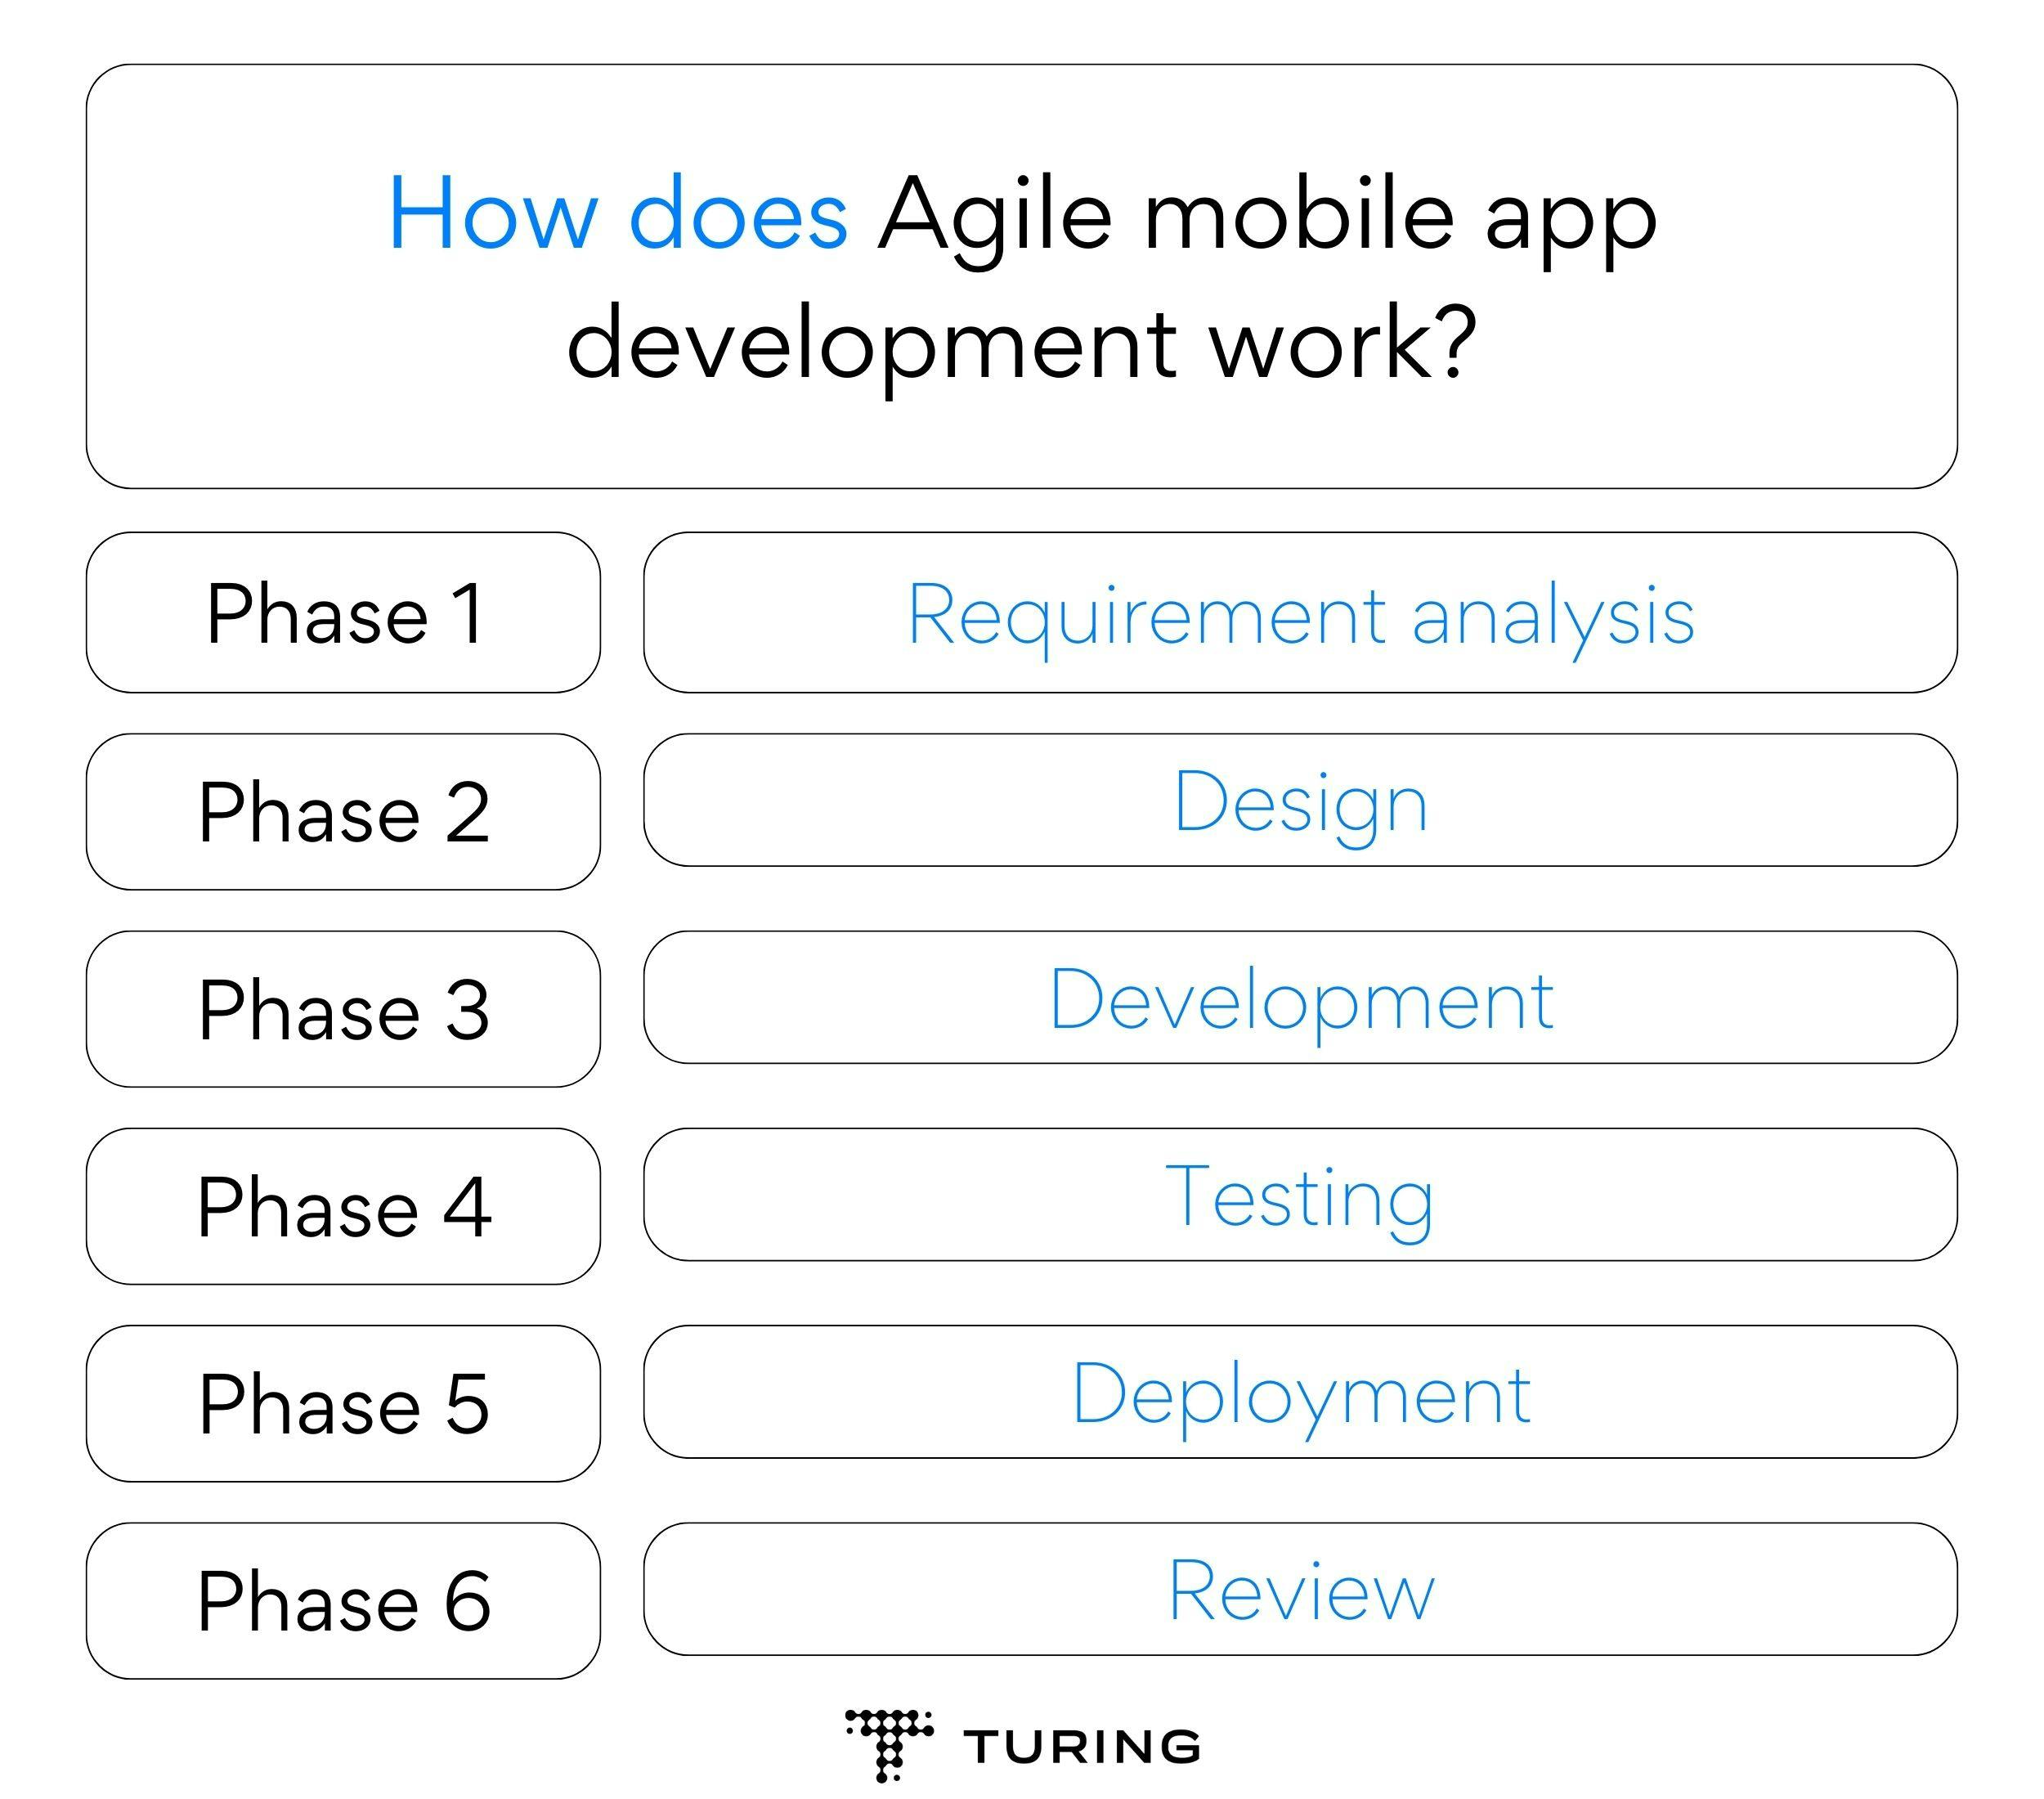 How does Agile mobile app
development work?
Phase 1
Requirement analysis
Phase 2
Design
Phase 3
Development
Phase 4
Testing
Phase 5
Deployment
Phase 6
Review
TURING